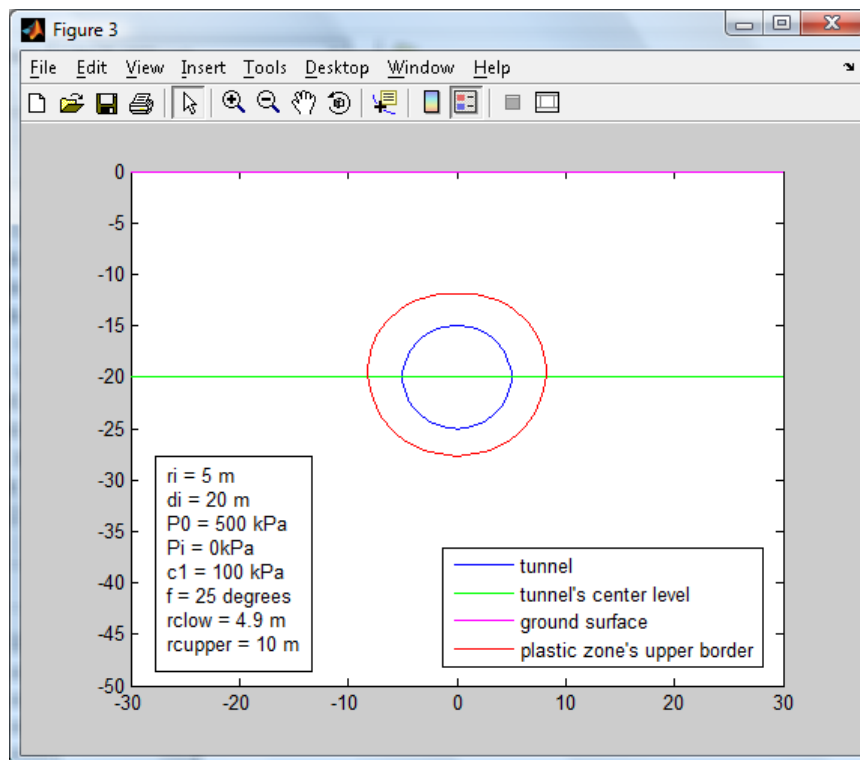 Figure 3
File Edit View Insert Tools Desktop Window Help
0
-5
-10
-15
-20
-25
-30
-35
-40
-45
-50
-30 -20 -10 0 10 20 30
ri = 5 m
di = 20 m
P0 = 500 kPa
Pi = 0kPa
c1 = 100 kPa
f = 25 degrees
rclow = 4.9 m
rcupper = 10 m
tunnel
tunnel's center level
ground surface
plastic zone's upper border